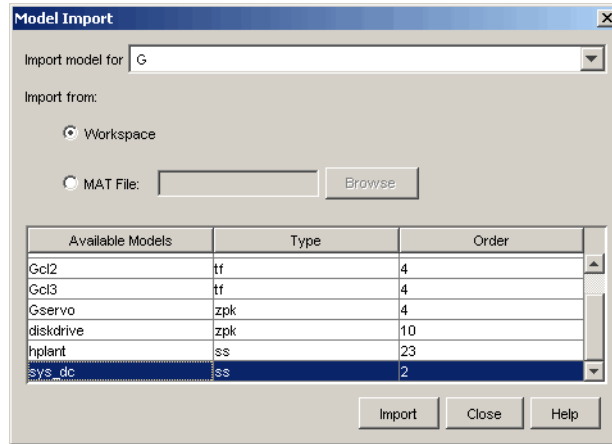 Model Import
Import model for G
Import from:
Workspace
MAT File: Browse
Available Models Type Order
Gcl2 tf 4
Gcl3 tf 4
Gservo zpk 4
diskdrive zpk 10
hplant ss 23
sys_dc ss 2
Import Close Help